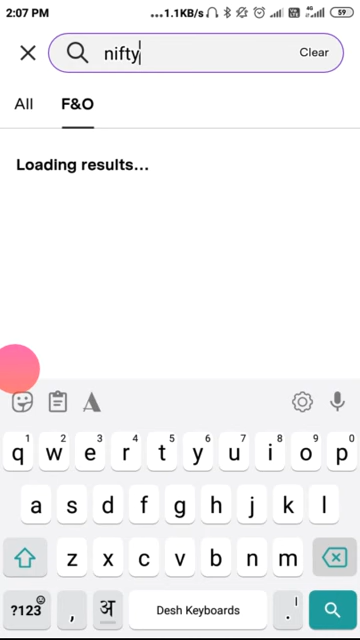 2:07 PM ...1.1KB/s 4G 59
nifty Clear
All F&O
Loading results...
1 2 3 4 5 6 7 8 9 0
q w e r t y u i o p
a s d f g h j k l
z x c v b n m
?123 , अ Desh Keyboards .